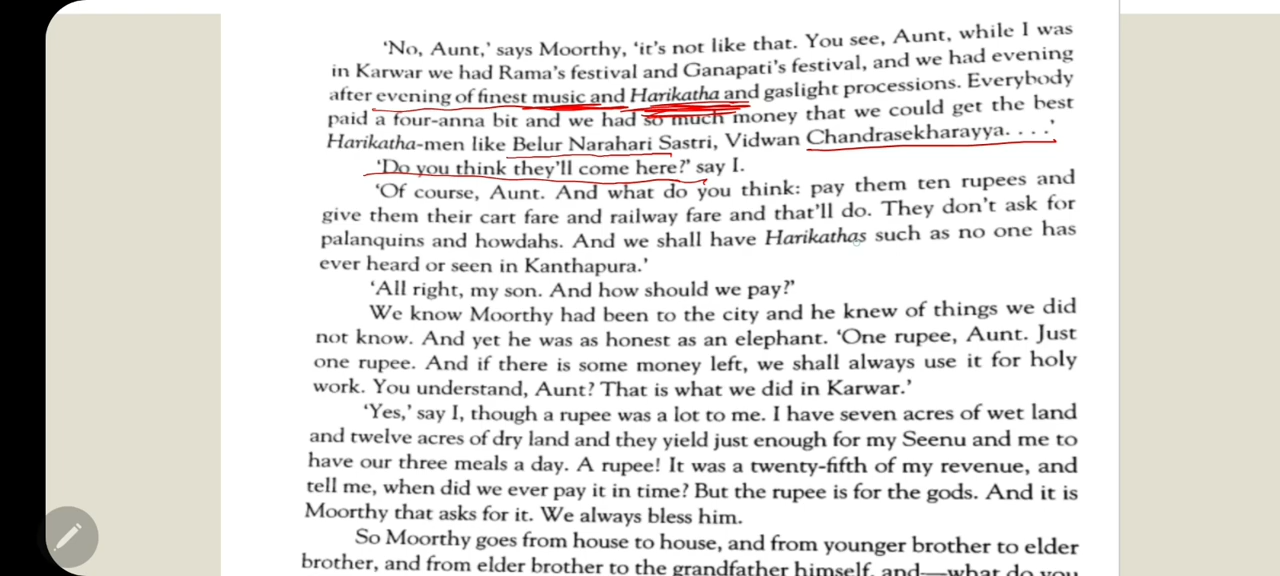 ‘No, Aunt,’ says Moorthy, ‘it’s not like that. You see, Aunt, while I was
in Karwar we had Rama’s festival and Ganapati’s festival, and we had evening
after evening of finest music and Harikatha and gaslight processions. Everybody
paid a four-anna bit and we had so much money that we could get the best
Harikatha-men like Belur Narahari Sastri, Vidwan Chandrasekharayya. . . .’
‘Do you think they’ll come here?’ say I.
‘Of course, Aunt. And what do you think: pay them ten rupees and
give them their cart fare and railway fare and that’ll do. They don’t ask for
palanquins and howdahs. And we shall have Harikathas such as no one has
ever heard or seen in Kanthapura.’
‘All right, my son. And how should we pay?’
We know Moorthy had been to the city and he knew of things we did
not know. And yet he was as honest as an elephant. ‘One rupee, Aunt. Just
one rupee. And if there is some money left, we shall always use it for holy
work. You understand, Aunt? That is what we did in Karwar.’
‘Yes,’ say I, though a rupee was a lot to me. I have seven acres of wet land
and twelve acres of dry land and they yield just enough for my Seenu and me to
have our three meals a day. A rupee! It was a twenty-fifth of my revenue, and
tell me, when did we ever pay it in time? But the rupee is for the gods. And it is
Moorthy that asks for it. We always bless him.
So Moorthy goes from house to house, and from younger brother to elder
brother, and from elder brother to the grandfather himself, and—what do you